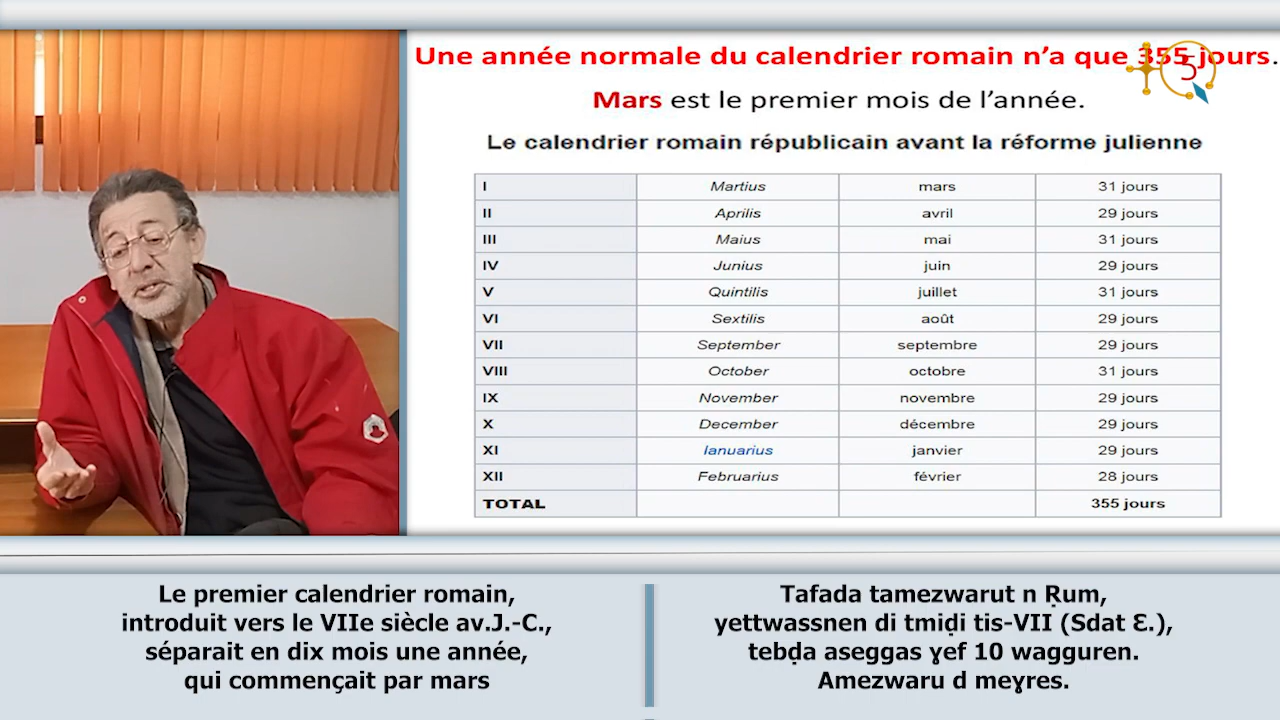 Une année normale du calendrier romain n’a que 355 jours.
5
Mars est le premier mois de l’année.
Le calendrier romain républicain avant la réforme julienne
I Martius mars 31 jours
II Aprilis avril 29 jours
III Maius mai 31 jours
IV Junius juin 29 jours
V Quintilis juillet 31 jours
VI Sextilis août 29 jours
VII September septembre 29 jours
VIII October octobre 31 jours
IX November novembre 29 jours
X December décembre 29 jours
XI Ianuarius janvier 29 jours
XII Februarius février 28 jours
TOTAL 355 jours
Le premier calendrier romain,
introduit vers le VIIe siècle av.J.-C.,
séparait en dix mois une année,
qui commençait par mars
Tafada tamezwarut n Ṛum,
yettwassnen di tmiḍi tis-VII (Sdat Ɛ.),
tebḍa aseggas ɣef 10 wagguren.
Amezwaru d meɣres.